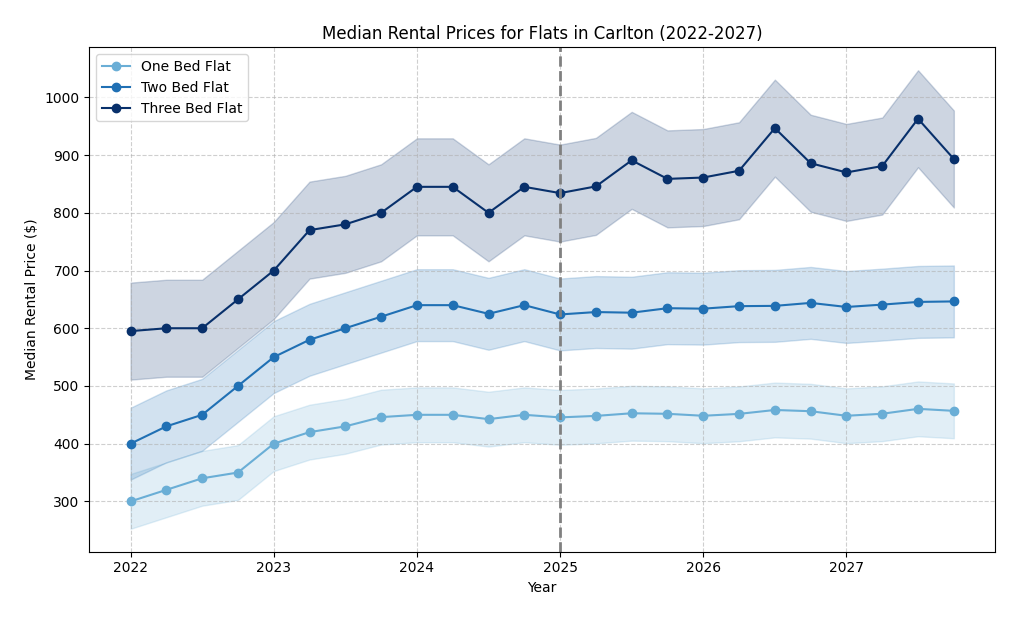 Median Rental Prices for Flats in Carlton (2022-2027)
One Bed Flat
Two Bed Flat
Three Bed Flat
Median Rental Price ($)
1000
900
800
700
600
500
400
300
2022 2023 2024 2025 2026 2027
Year